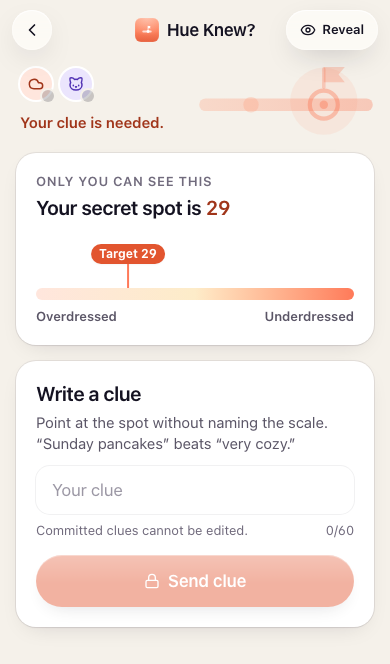 Hue Knew?
Reveal
Your clue is needed.
ONLY YOU CAN SEE THIS
Your secret spot is 29
Target 29
Overdressed
Underdressed
Write a clue
Point at the spot without naming the scale.
“Sunday pancakes” beats “very cozy.”
Your clue
Committed clues cannot be edited.
0/60
Send clue